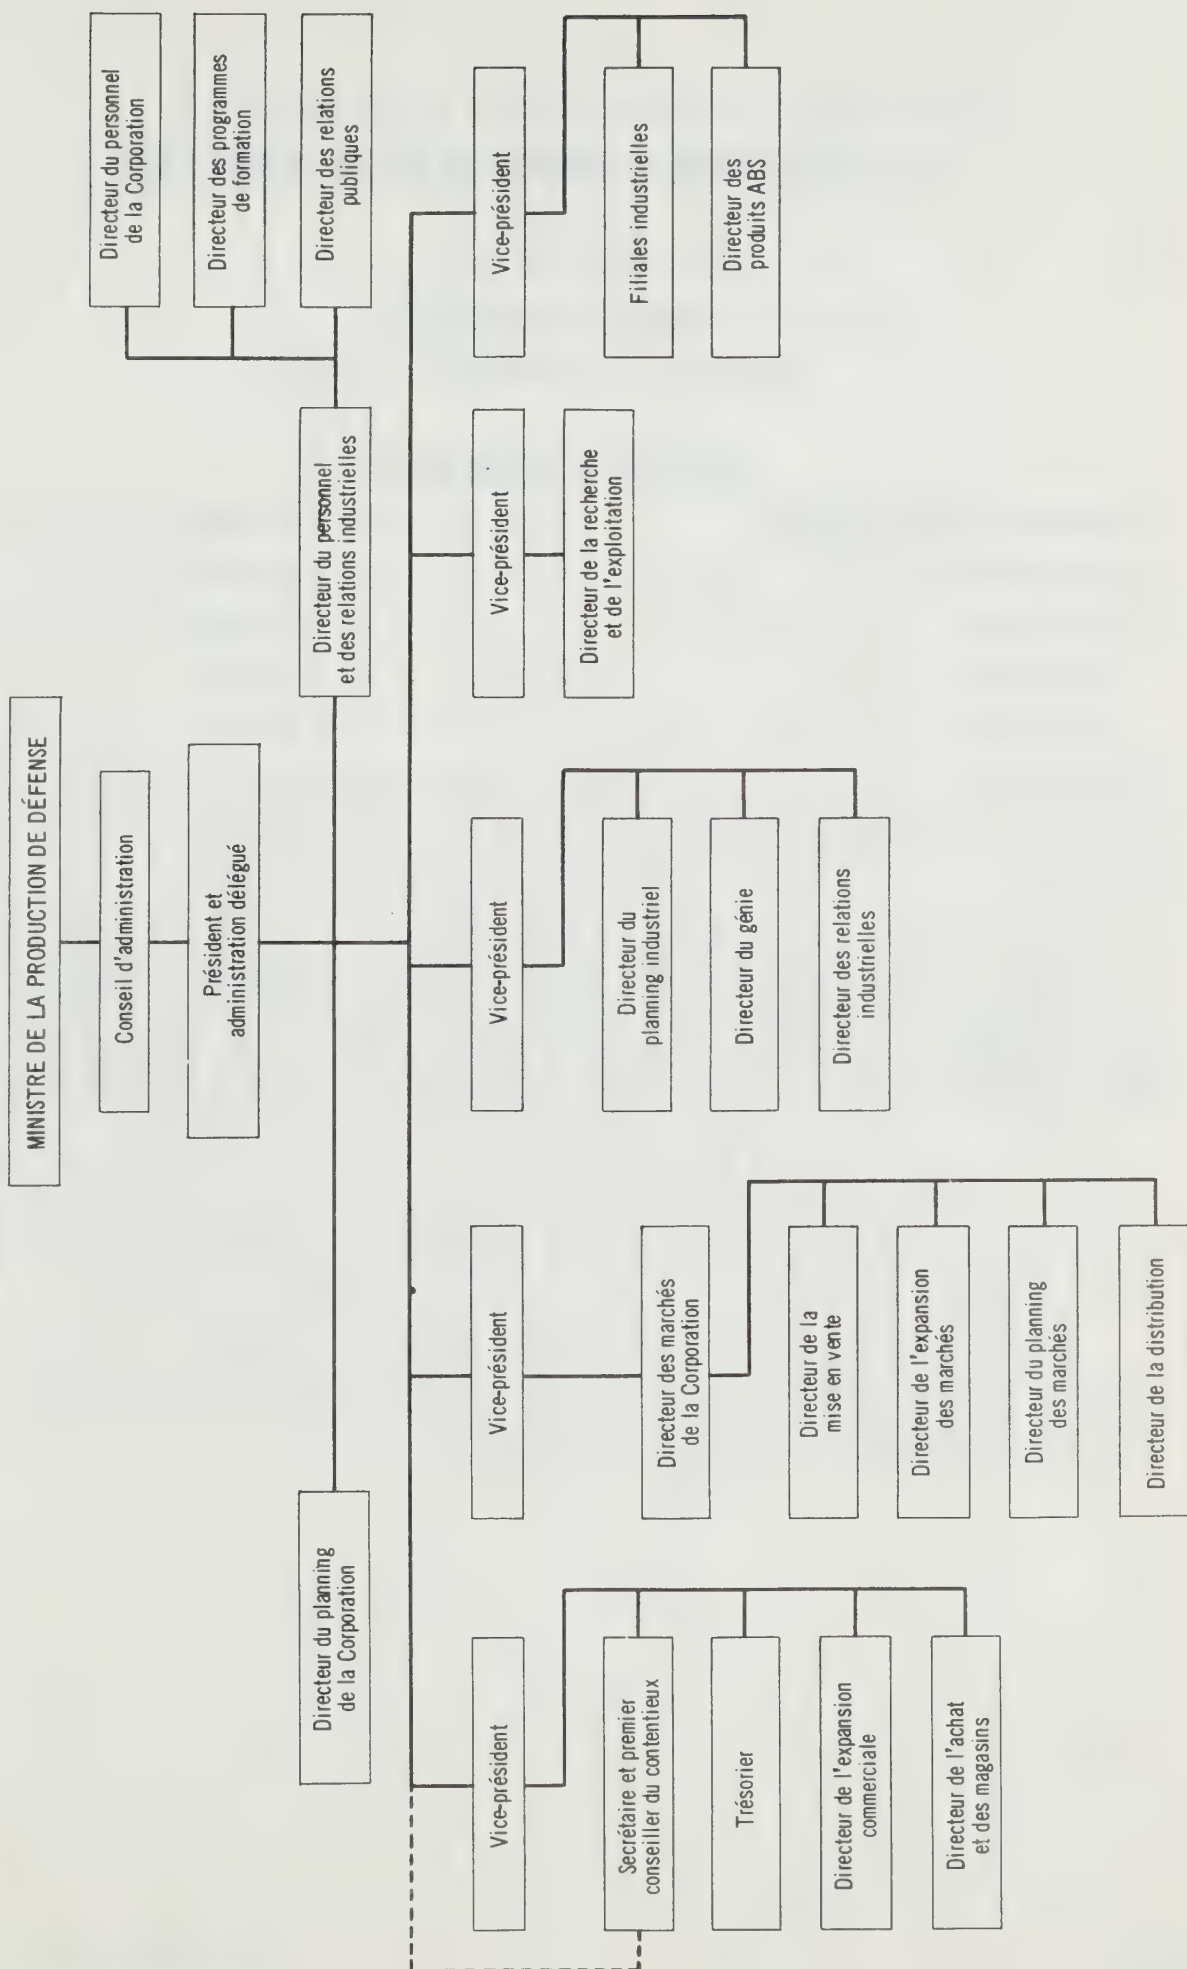 MINISTRE DE LA PRODUCTION DE DÉFENSE
Conseil d'administration
Président et
administration délégué
Directeur du planning
de la Corporation
Directeur du personnel
et des relations industrielles
Directeur du personnel
de la Corporation
Directeur des programmes
de formation
Directeur des relations
publiques
Vice-président
Secrétaire et premier
conseiller du contentieux
Trésorier
Directeur de l'expansion
commerciale
Directeur de l'achat
et des magasins
Vice-président
Directeur des marchés
de la Corporation
Directeur de la
mise en vente
Directeur de l'expansion
des marchés
Directeur du planning
des marchés
Directeur de la distribution
Vice-président
Directeur du
planning industriel
Directeur du génie
Directeur des relations
industrielles
Vice-président
Directeur de la recherche
et de l'exploitation
Vice-président
Filiales industrielles
Directeur des
produits ABS